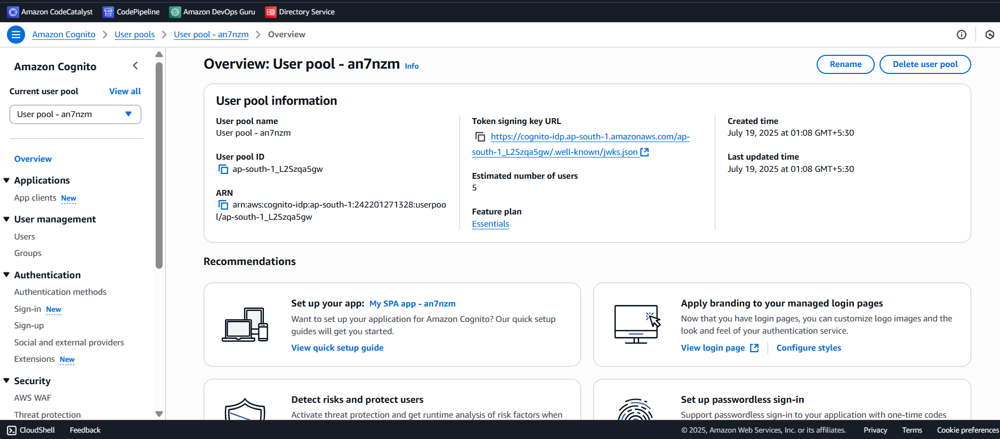 Amazon CodeCatalyst CodePipeline Amazon DevOps Guru Directory Service
Amazon Cognito User pools User pool - an7nzm Overview
Amazon Cognito
Current user pool View all
User pool - an7nzm
Overview
Applications
App clients New
User management
Users
Groups
Authentication
Authentication methods
Sign-in New
Sign-up
Social and external providers
Extensions New
Security
AWS WAF
Threat protection
Overview: User pool - an7nzm Info
Rename Delete user pool
User pool information
User pool name
User pool - an7nzm
User pool ID
ap-south-1_L2Szqa5gw
ARN
arn:aws:cognito-idp:ap-south-1:242201271328:userpoo
l/ap-south-1_L2Szqa5gw
Token signing key URL
https://cognito-idp.ap-south-1.amazonaws.com/ap-
south-1_L2Szqa5gw/.well-known/jwks.json
Estimated number of users
5
Feature plan
Essentials
Created time
July 19, 2025 at 01:08 GMT+5:30
Last updated time
July 19, 2025 at 01:08 GMT+5:30
Recommendations
Set up your app: My SPA app - an7nzm
Want to set up your application for Amazon Cognito? Our quick setup
guides will get you started.
View quick setup guide
Apply branding to your managed login pages
Now that you have login pages, you can customize logo images and the
look and feel of your authentication service.
View login page Configure styles
Detect risks and protect users
Activate threat protection and get runtime analysis of risk factors when
Set up passwordless sign-in
Support passwordless sign-in to your application with one-time codes
CloudShell Feedback
© 2025, Amazon Web Services, Inc. or its affiliates. Privacy Terms Cookie preferences